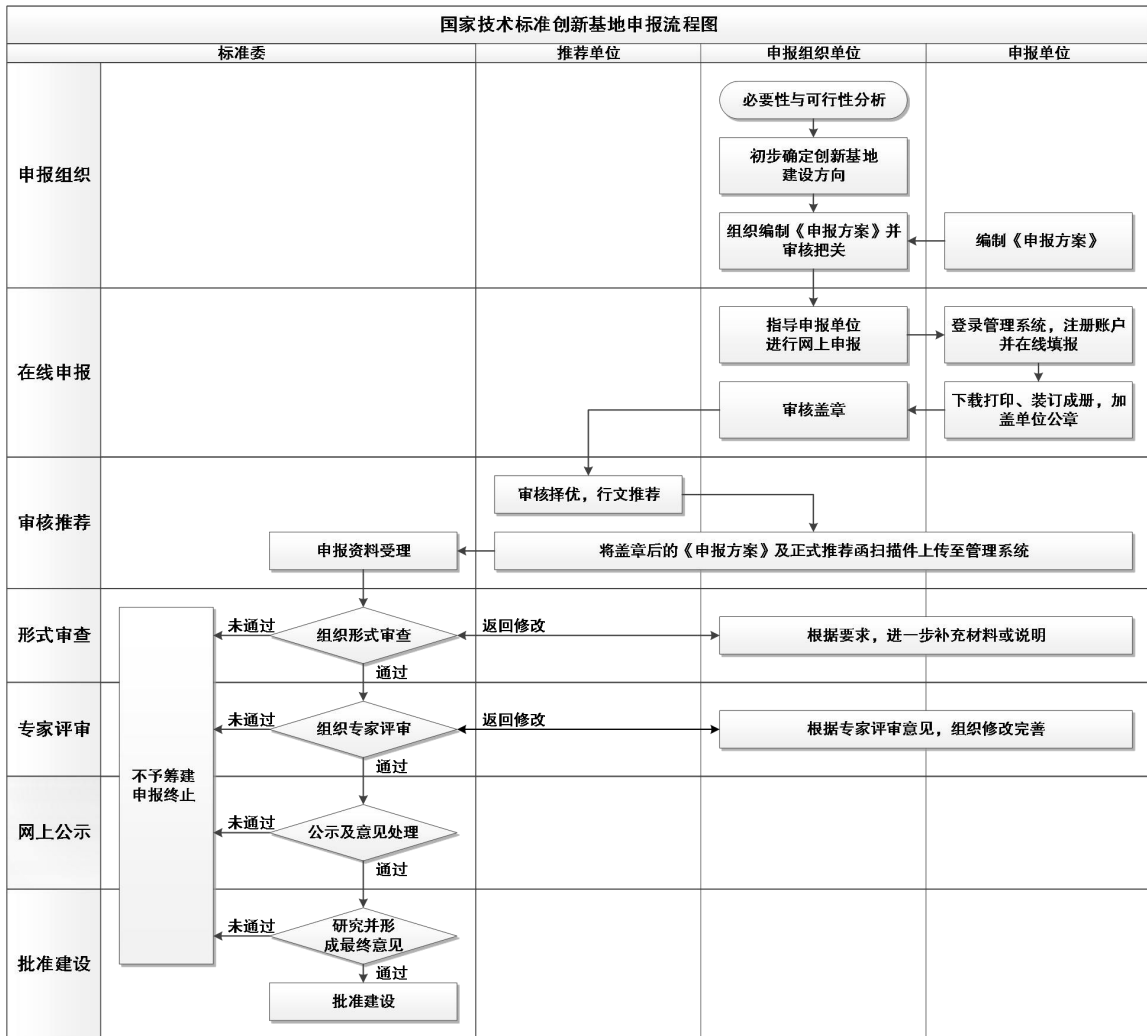 国家技术标准创新基地申报流程图
标准委
推荐单位
申报组织单位
申报单位
申报组织
必要性与可行性分析
初步确定创新基地
建设方向
组织编制《申报方案》并
审核把关
编制《申报方案》
在线申报
指导申报单位
进行网上申报
登录管理系统，注册账户
并在线填报
审核盖章
下载打印、装订成册，加
盖单位公章
审核推荐
审核择优，行文推荐
申报资料受理
将盖章后的《申报方案》及正式推荐函扫描件上传至管理系统
形式审查
未通过
组织形式审查
返回修改
根据要求，进一步补充材料或说明
通过
专家评审
未通过
组织专家评审
返回修改
根据专家评审意见，组织修改完善
通过
不予筹建
申报终止
网上公示
未通过
公示及意见处理
通过
批准建设
未通过
研究并形
成最终意见
通过
批准建设